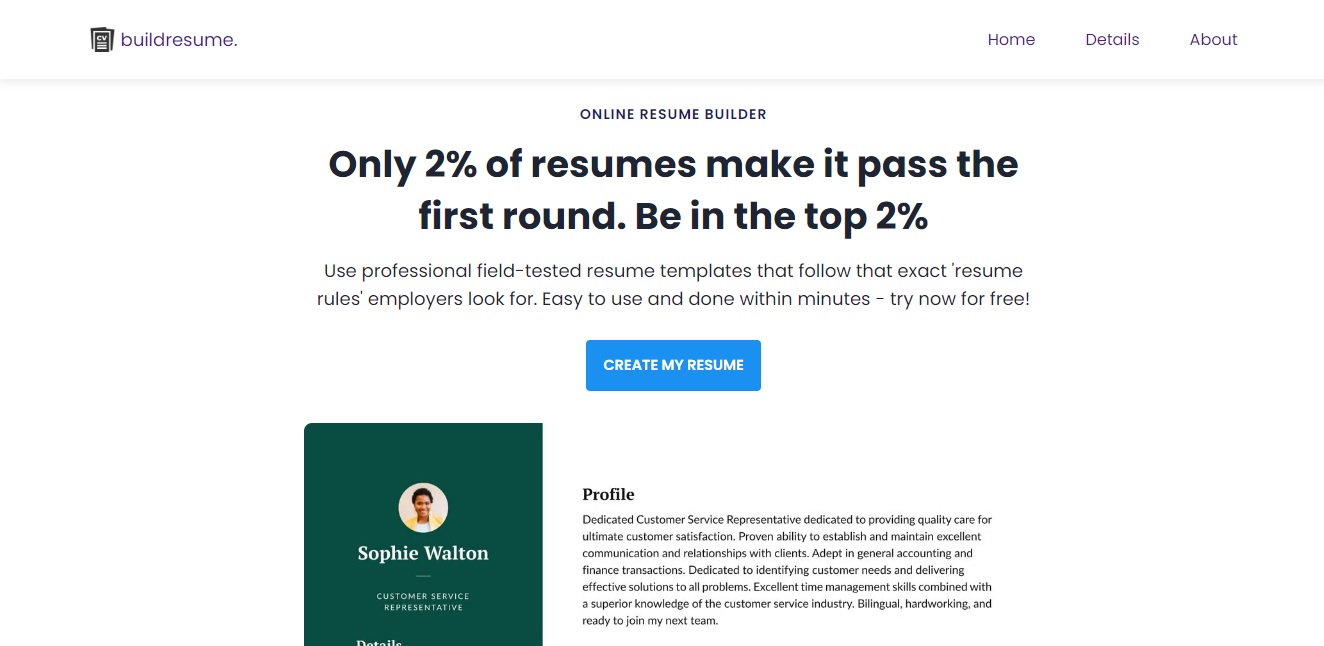 CV buildresume.
Home Details About
ONLINE RESUME BUILDER
Only 2% of resumes make it pass the
first round. Be in the top 2%
Use professional field-tested resume templates that follow that exact 'resume
rules' employers look for. Easy to use and done within minutes - try now for free!
CREATE MY RESUME
Sophie Walton
CUSTOMER SERVICE
REPRESENTATIVE
Details
Profile
Dedicated Customer Service Representative dedicated to providing quality care for
ultimate customer satisfaction. Proven ability to establish and maintain excellent
communication and relationships with clients. Adept in general accounting and
finance transactions. Dedicated to identifying customer needs and delivering
effective solutions to all problems. Excellent time management skills combined with
a superior knowledge of the customer service industry. Bilingual, hardworking, and
ready to join my next team.